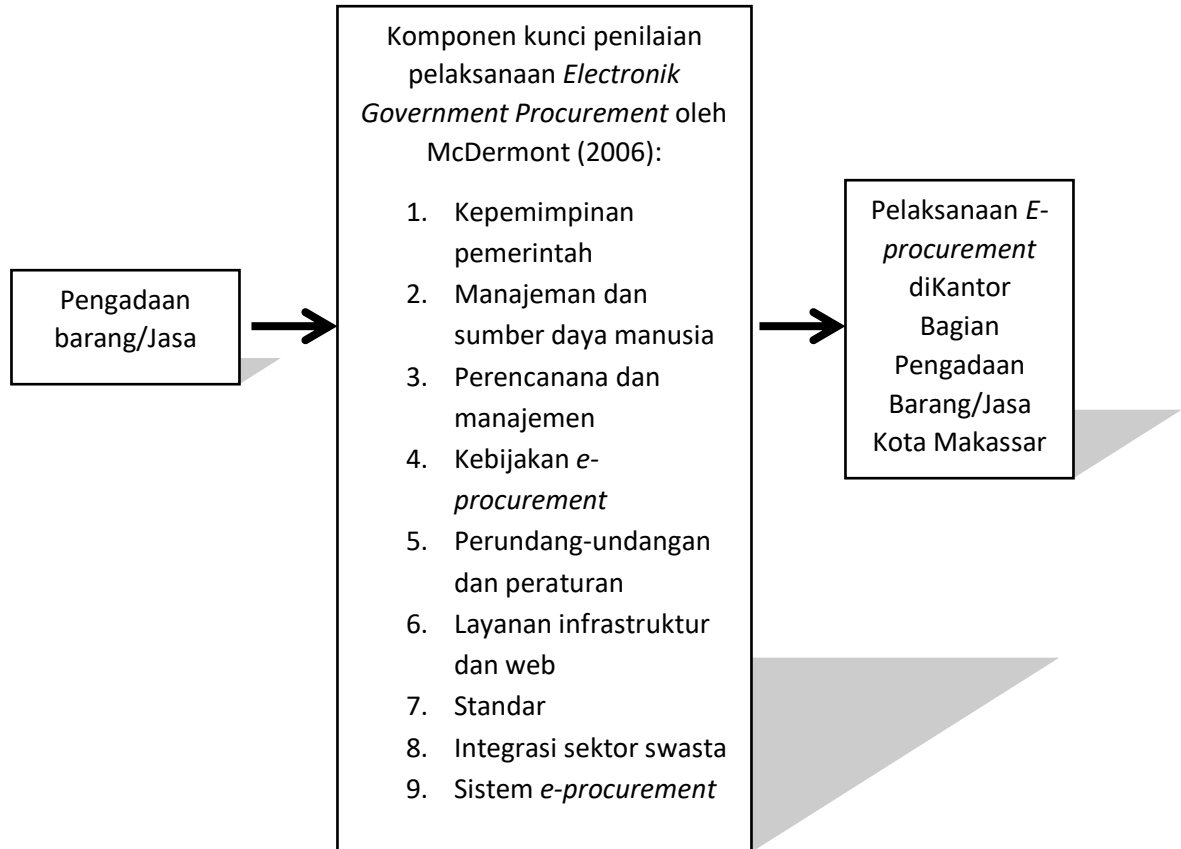 Pengadaan
barang/Jasa
Komponen kunci penilaian
pelaksanaan Electronik
Government Procurement oleh
McDermont (2006):
1. Kepemimpinan
pemerintah
2. Manajeman dan
sumber daya manusia
3. Perencanana dan
manajemen
4. Kebijakan e-
procurement
5. Perundang-undangan
dan peraturan
6. Layanan infrastruktur
dan web
7. Standar
8. Integrasi sektor swasta
9. Sistem e-procurement
Pelaksanaan E-
procurement
diKantor
Bagian
Pengadaan
Barang/Jasa
Kota Makassar